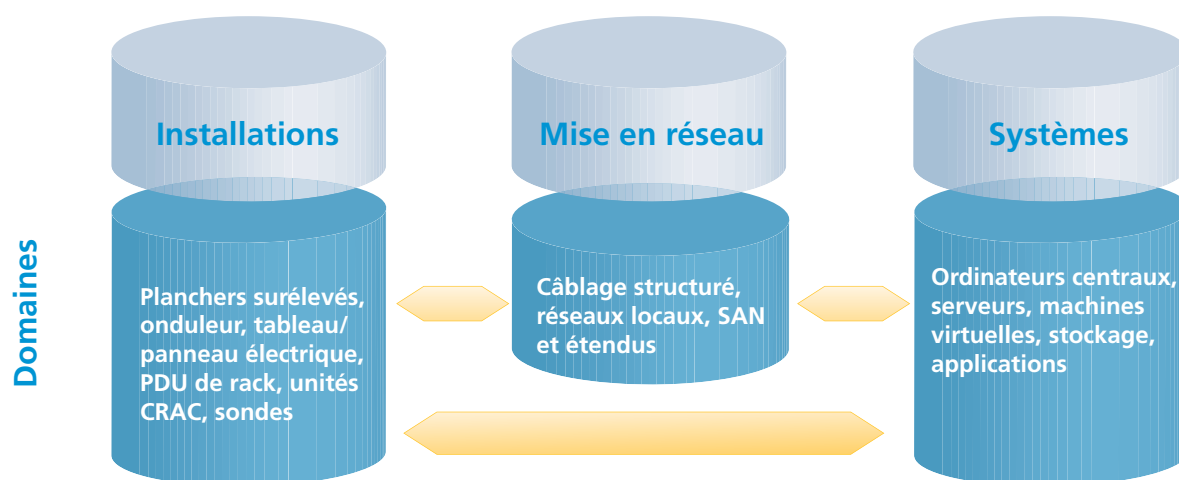 Installations
Mise en réseau
Systèmes
Domaines
Planchers surélevés,
onduleur, tableau/
panneau électrique,
PDU de rack, unités
CRAC, sondes
Câblage structuré,
réseaux locaux, SAN
et étendus
Ordinateurs centraux,
serveurs, machines
virtuelles, stockage,
applications